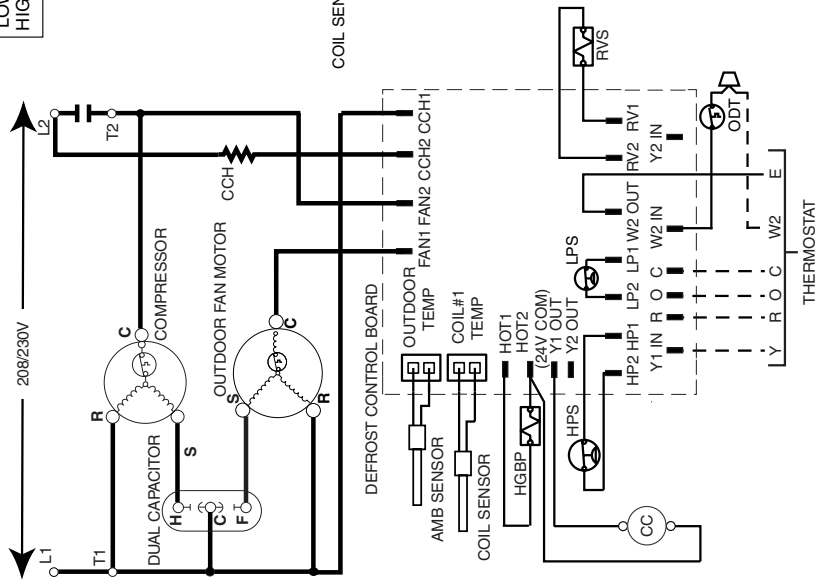 LOW
HIG
COIL SEN
208/230V
L2
T2
L1
T1
CCH
COMPRESSOR
C
R
S
OUTDOOR FAN MOTOR
S
C
R
DUAL CAPACITOR
H
C
F
FAN1 FAN2 CCH2 CCH1
DEFROST CONTROL BOARD
OUTDOOR
TEMP
COIL#1
TEMP
AMB SENSOR
COIL SENSOR
HOT1
HOT2
(24V COM)
Y1 OUT
Y2 OUT
HGBP
HPS
LPS
CC
HP2 HP1
LP2 LP1
W2 OUT
RV2 RV1
Y1 IN
R
O
C
W2 IN
Y2 IN
RVS
ODT
Y
R
O
C
W2
E
THERMOSTAT